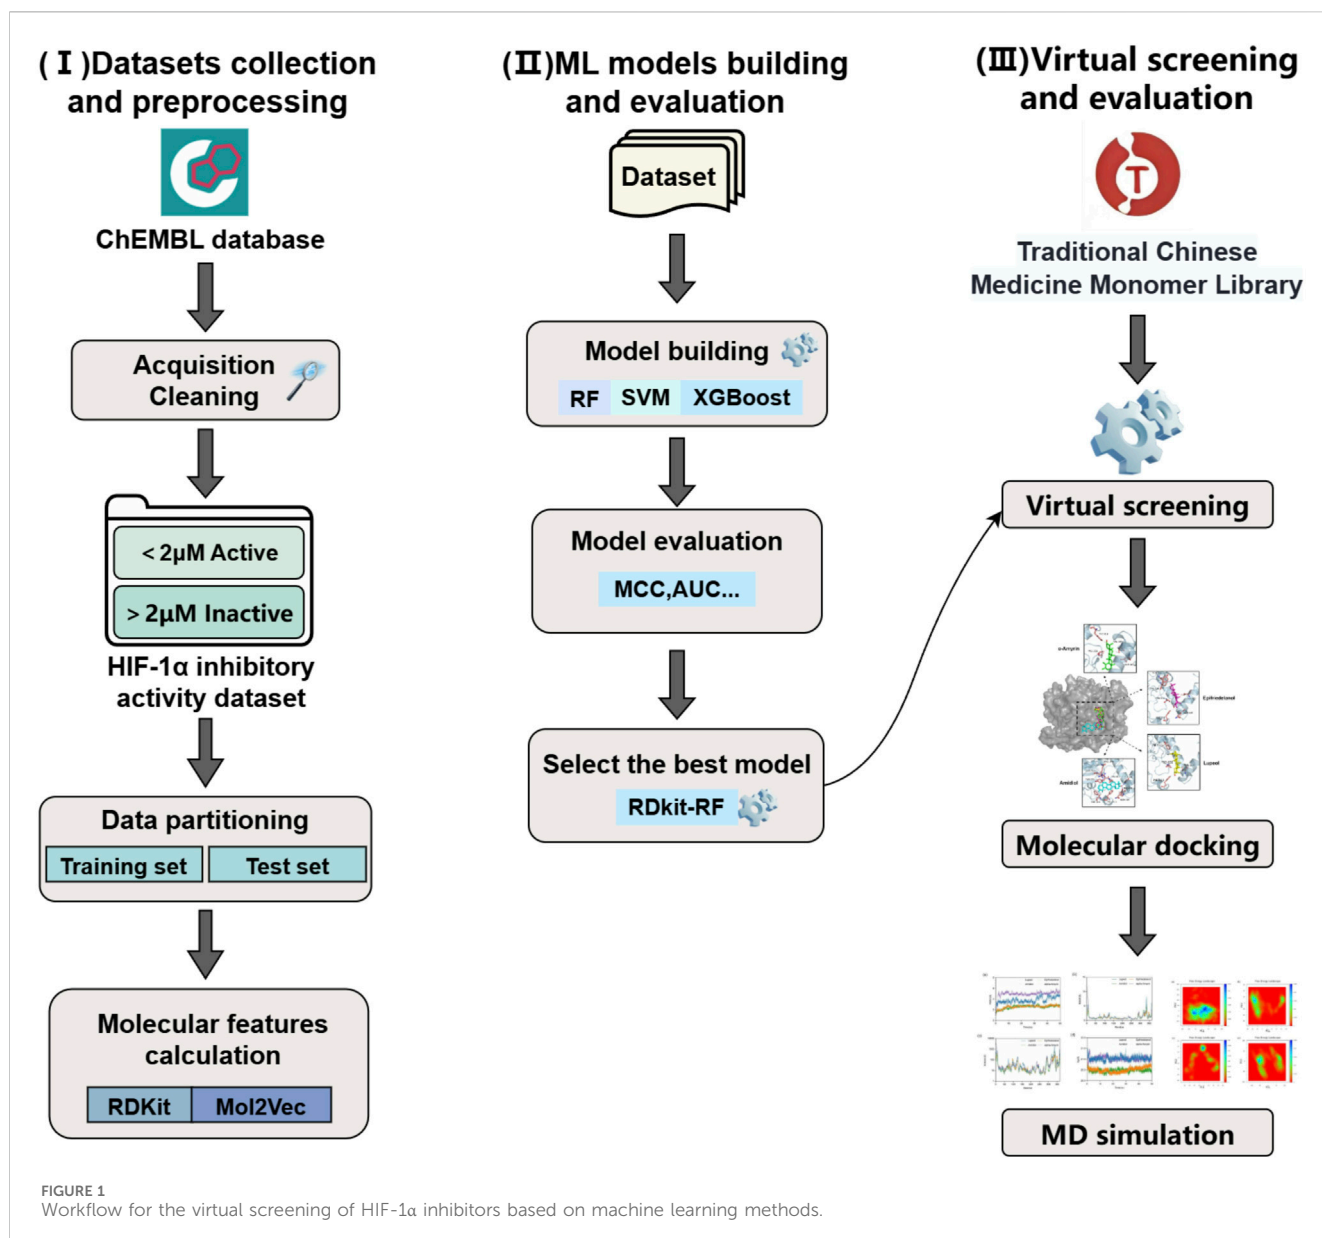 (Ⅰ)Datasets collection
and preprocessing
ChEMBL database
Acquisition
Cleaning
< 2μM Active
> 2μM Inactive
HIF-1α inhibitory
activity dataset
Data partitioning
Training set
Test set
Molecular features
calculation
RDKit
Mol2Vec
(Ⅱ)ML models building
and evaluation
Dataset
Model building
RF
SVM
XGBoost
Model evaluation
MCC,AUC...
Select the best model
RDkit-RF
(Ⅲ)Virtual screening
and evaluation
T
Traditional Chinese
Medicine Monomer Library
Virtual screening
α-Amyrin
Epifriedelanol
Lupeol
Arnidiol
Molecular docking
MD simulation
FIGURE 1
Workflow for the virtual screening of HIF-1α inhibitors based on machine learning methods.